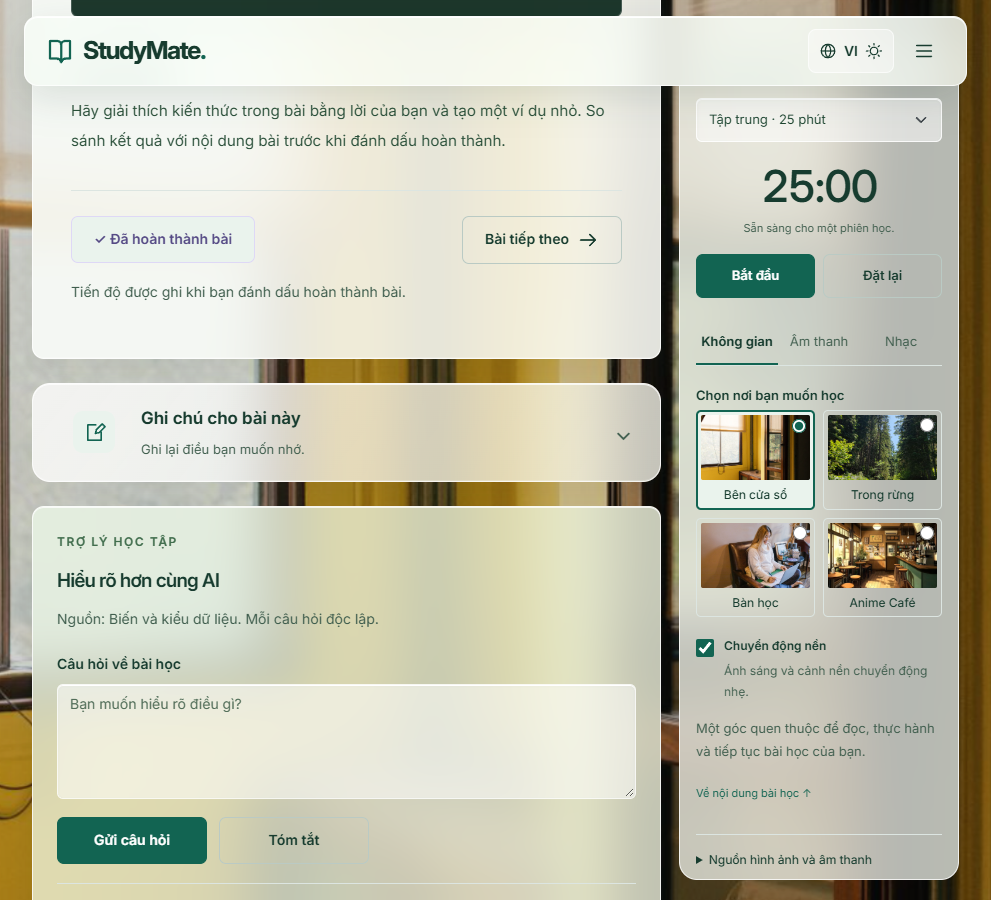 StudyMate.
VI
Hãy giải thích kiến thức trong bài bằng lời của bạn và tạo một ví dụ nhỏ. So
sánh kết quả với nội dung bài trước khi đánh dấu hoàn thành.
✓ Đã hoàn thành bài
Bài tiếp theo →
Tiến độ được ghi khi bạn đánh dấu hoàn thành bài.
Ghi chú cho bài này
Ghi lại điều bạn muốn nhớ.
TRỢ LÝ HỌC TẬP
Hiểu rõ hơn cùng AI
Nguồn: Biến và kiểu dữ liệu. Mỗi câu hỏi độc lập.
Câu hỏi về bài học
Bạn muốn hiểu rõ điều gì?
Gửi câu hỏi
Tóm tắt
Tập trung · 25 phút
25:00
Sẵn sàng cho một phiên học.
Bắt đầu
Đặt lại
Không gian
Âm thanh
Nhạc
Chọn nơi bạn muốn học
Bên cửa sổ
Trong rừng
Bàn học
Anime Café
Chuyển động nền
Ánh sáng và cảnh nền chuyển động
nhẹ.
Một góc quen thuộc để đọc, thực hành
và tiếp tục bài học của bạn.
Về nội dung bài học ↑
Nguồn hình ảnh và âm thanh